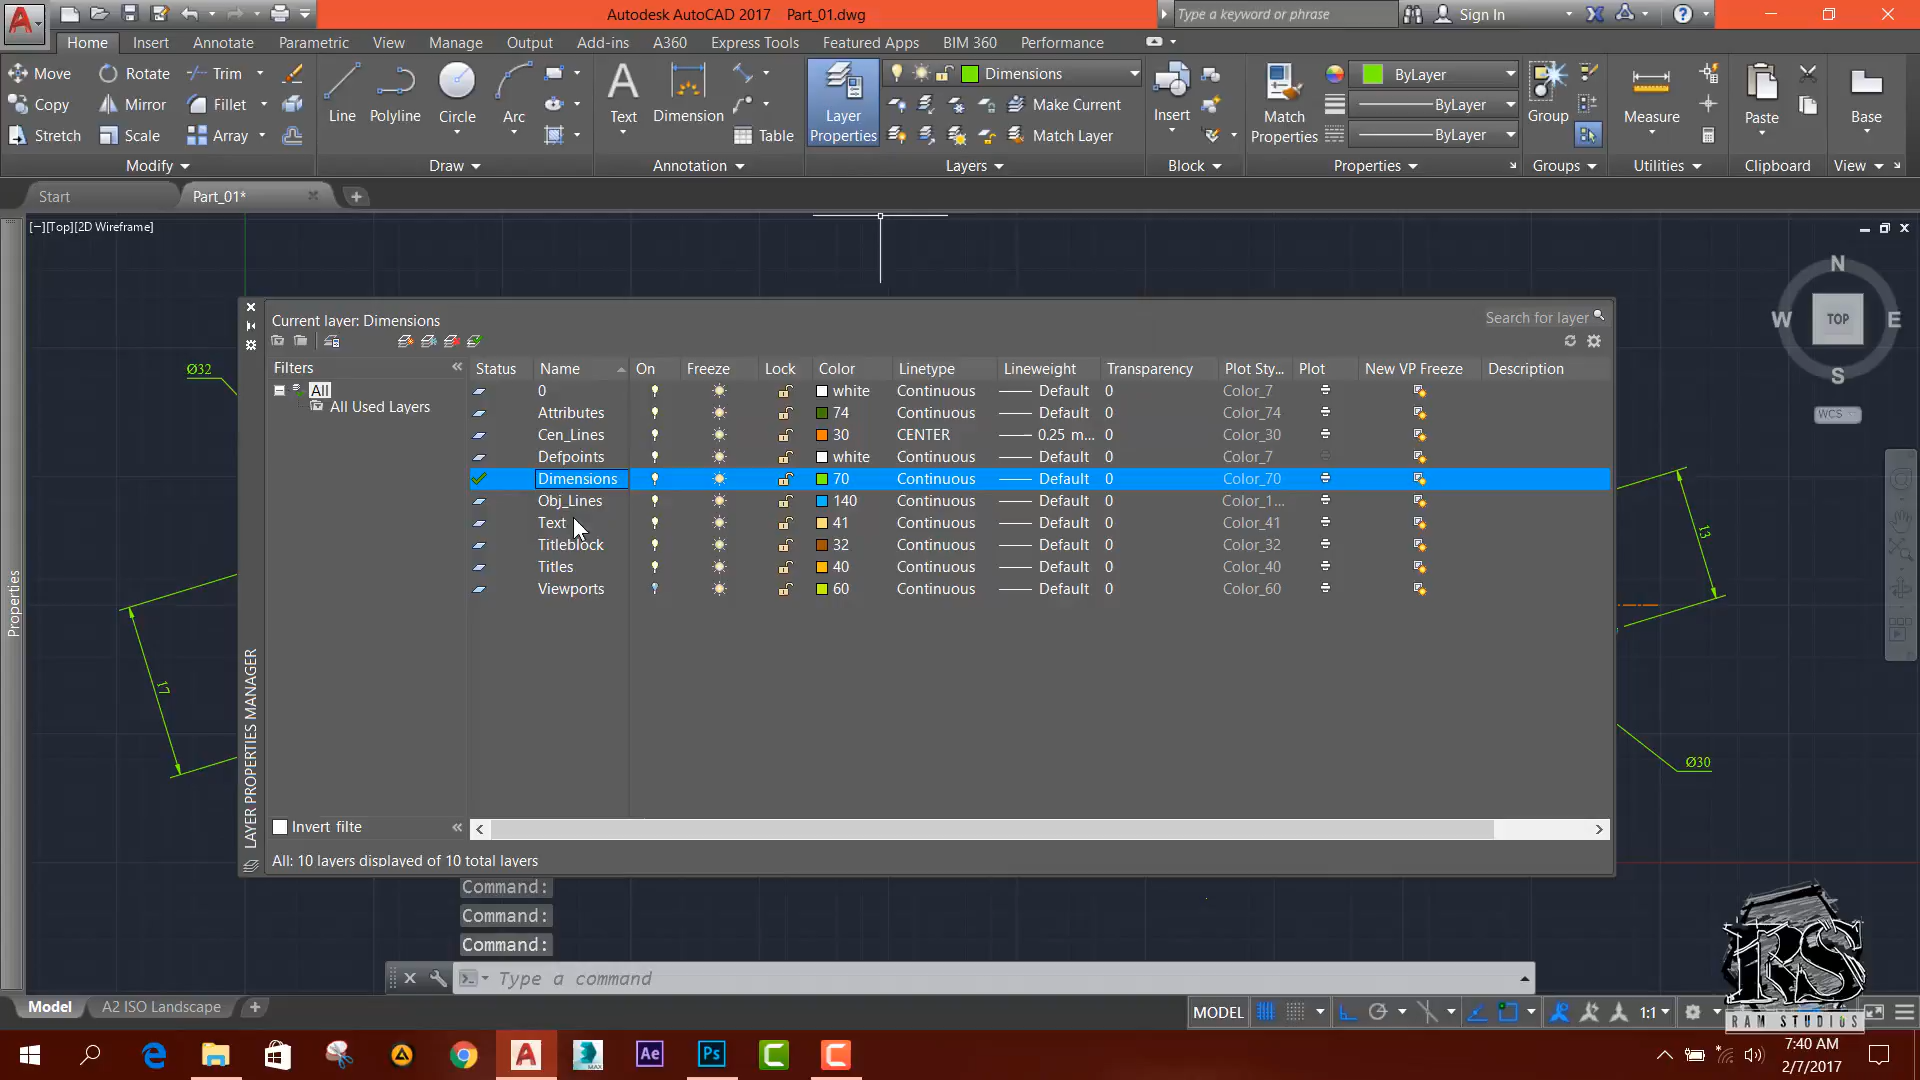 Autodesk AutoCAD 2017 Part_01.dwg
Type a keyword or phrase
Sign In
Home Insert Annotate Parametric View Manage Output Add-ins A360 Express Tools Featured Apps BIM 360 Performance
Move Rotate Trim
Copy Mirror Fillet
Stretch Scale Array
Line Polyline Circle Arc
Text Dimension Table
Layer Properties
Dimensions
Make Current
Match Layer
Insert
Match Properties
ByLayer
ByLayer
ByLayer
Group
Measure
Paste
Base
Modify Draw Annotation Layers Block Properties Groups Utilities Clipboard View
Start Part_01*
[−][Top][2D Wireframe]
N
W TOP E
S
WCS
Properties
Ø32
17
13
Ø30
LAYER PROPERTIES MANAGER
Current layer: Dimensions
Search for layer
Filters
All
All Used Layers
Status Name On Freeze Lock Color Linetype Lineweight Transparency Plot Sty... Plot New VP Freeze Description
0 white Continuous Default 0 Color_7
Attributes 74 Continuous Default 0 Color_74
Cen_Lines 30 CENTER 0.25 m... 0 Color_30
Defpoints white Continuous Default 0 Color_7
Dimensions 70 Continuous Default 0 Color_70
Obj_Lines 140 Continuous Default 0 Color_1...
Text 41 Continuous Default 0 Color_41
Titleblock 32 Continuous Default 0 Color_32
Titles 40 Continuous Default 0 Color_40
Viewports 60 Continuous Default 0 Color_60
Invert filte
All: 10 layers displayed of 10 total layers
Command:
Command:
Command:
Type a command
Model A2 ISO Landscape
MODEL 1:1
RS
RAM STUDIOS
Ae Ps
7:40 AM
2/7/2017